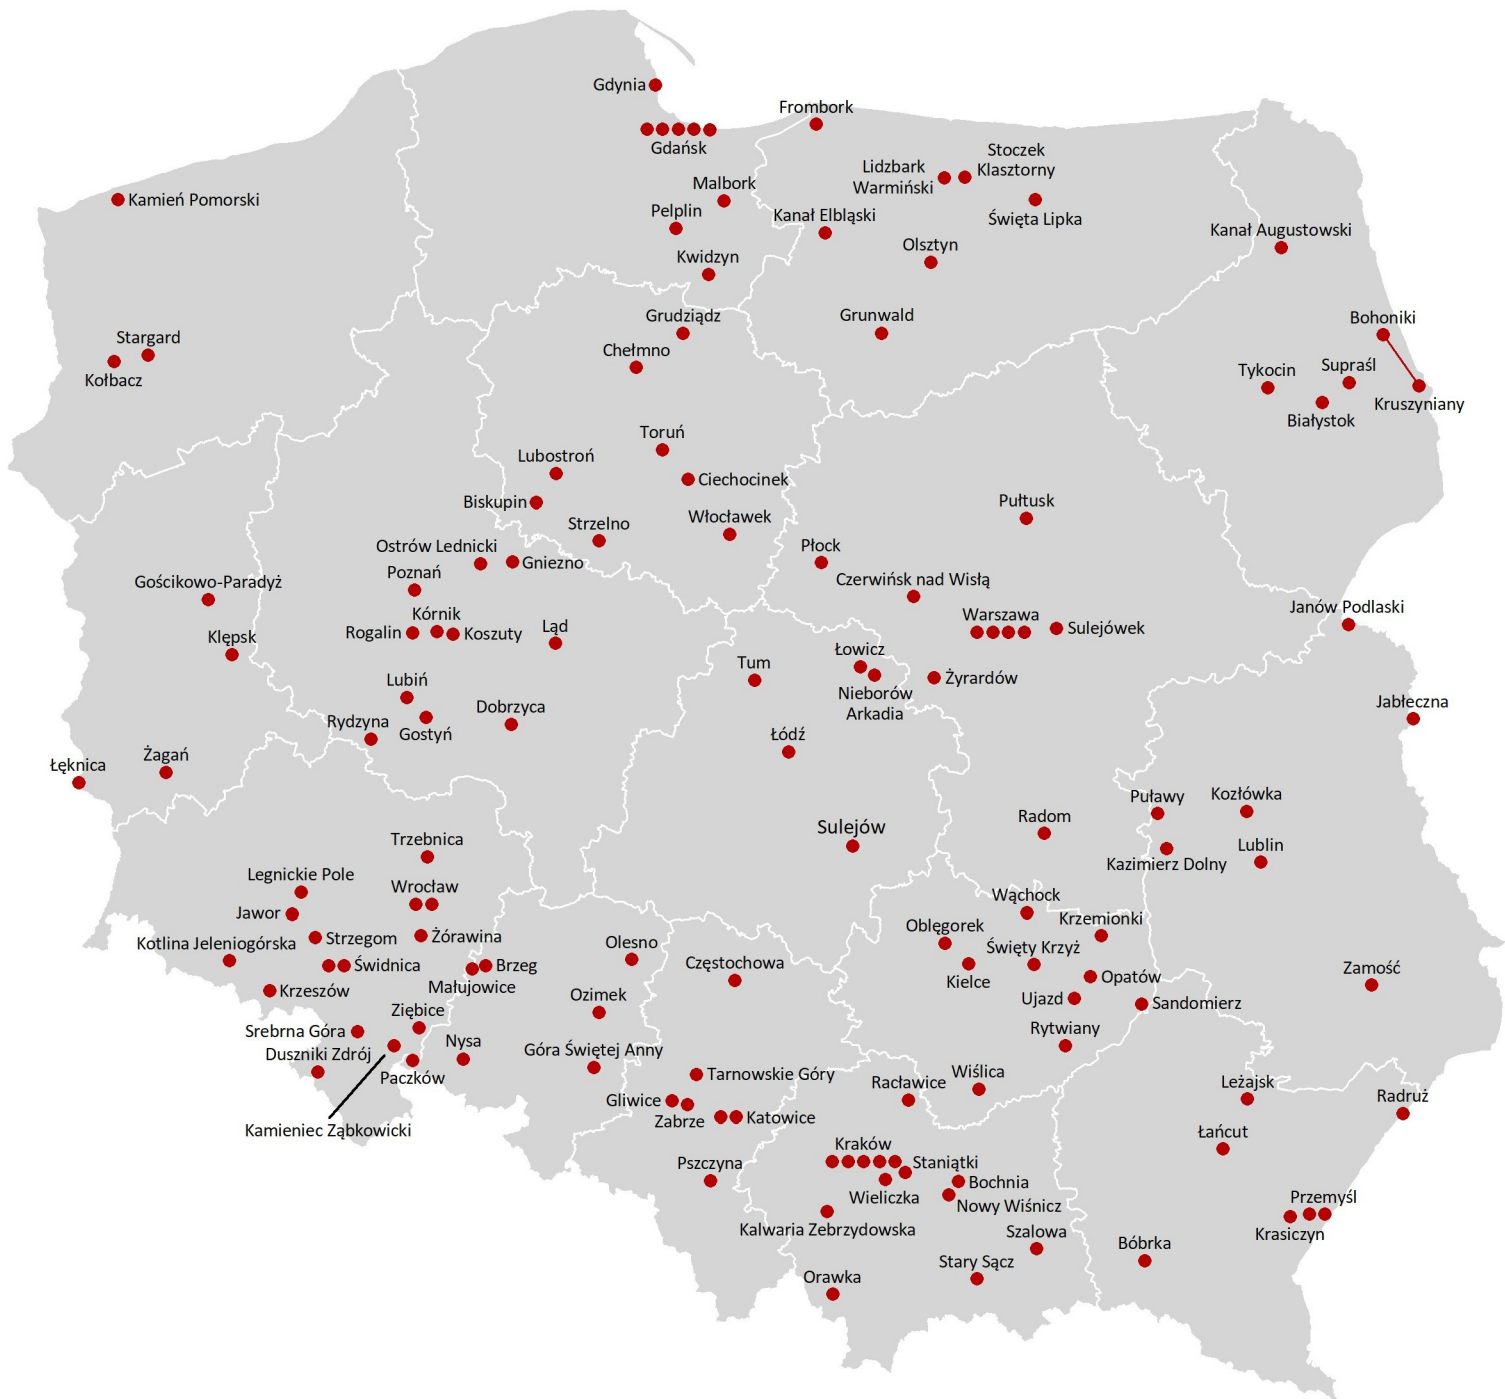 Gdynia
Frombork
Gdańsk
Stoczek
Klasztorny
Lidzbark
Warmiński
Malbork
Kamień Pomorski
Pelplin
Kanał Elbląski
Święta Lipka
Kanał Augustowski
Olsztyn
Kwidzyn
Grudziądz
Grunwald
Bohoniki
Stargard
Chełmno
Kołbacz
Tykocin
Supraśl
Kruszyniany
Białystok
Toruń
Lubostroń
Ciechocinek
Biskupin
Pułtusk
Strzelno
Włocławek
Ostrów Lednicki
Gniezno
Płock
Poznań
Czerwińsk nad Wisłą
Gościkowo-Paradyż
Janów Podlaski
Kórnik
Warszawa
Sulejówek
Rogalin
Koszuty
Ląd
Klępsk
Łowicz
Tum
Żyrardów
Lubiń
Nieborów
Arkadia
Jabłeczna
Dobrzyca
Rydzyna
Gostyń
Łódź
Żagań
Łęknica
Puławy
Kozłówka
Radom
Sulejów
Trzebnica
Lublin
Kazimierz Dolny
Legnickie Pole
Wrocław
Wąchock
Jawor
Krzemionki
Oblęgorek
Strzegom
Żórawina
Kotlina Jeleniogórska
Olesno
Święty Krzyż
Świdnica
Brzeg
Częstochowa
Zamość
Kielce
Opatów
Małujowice
Krzeszów
Ozimek
Ujazd
Sandomierz
Ziębice
Srebrna Góra
Rytwiany
Nysa
Duszniki Zdrój
Góra Świętej Anny
Paczków
Tarnowskie Góry
Wiślica
Racławice
Leżajsk
Radruż
Gliwice
Zabrze
Katowice
Kamieniec Ząbkowicki
Łańcut
Kraków
Staniątki
Pszczyna
Bochnia
Wieliczka
Przemyśl
Nowy Wiśnicz
Kalwaria Zebrzydowska
Szalowa
Krasiczyn
Bóbrka
Stary Sącz
Orawka